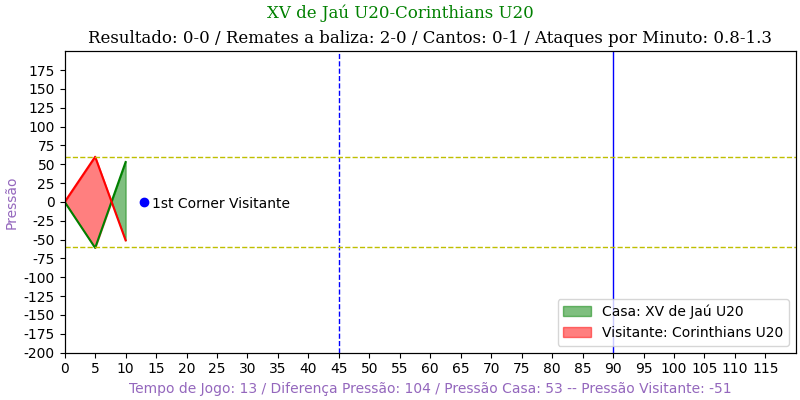 XV de Jaú U20-Corinthians U20
Resultado: 0-0 / Remates a baliza: 2-0 / Cantos: 0-1 / Ataques por Minuto: 0.8-1.3
Pressão
175
150
125
100
75
50
25
0
-25
-50
-75
-100
-125
-150
-175
-200
1st Corner Visitante
Casa: XV de Jaú U20
Visitante: Corinthians U20
0 5 10 15 20 25 30 35 40 45 50 55 60 65 70 75 80 85 90 95 100 105 110 115
Tempo de Jogo: 13 / Diferença Pressão: 104 / Pressão Casa: 53 -- Pressão Visitante: -51